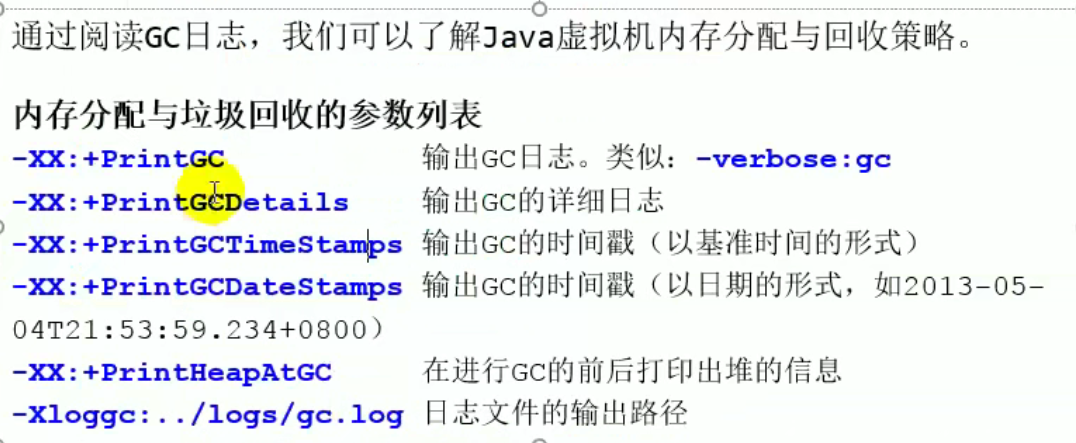 通过阅读GC日志，我们可以了解Java虚拟机内存分配与回收策略。
内存分配与垃圾回收的参数列表
-XX:+PrintGC 输出GC日志。类似：-verbose:gc
-XX:+PrintGCDetails 输出GC的详细日志
-XX:+PrintGCTimeStamps 输出GC的时间戳（以基准时间的形式）
-XX:+PrintGCDateStamps 输出GC的时间戳（以日期的形式，如2013-05-
04T21:53:59.234+0800）
-XX:+PrintHeapAtGC 在进行GC的前后打印出堆的信息
-Xloggc:../logs/gc.log 日志文件的输出路径